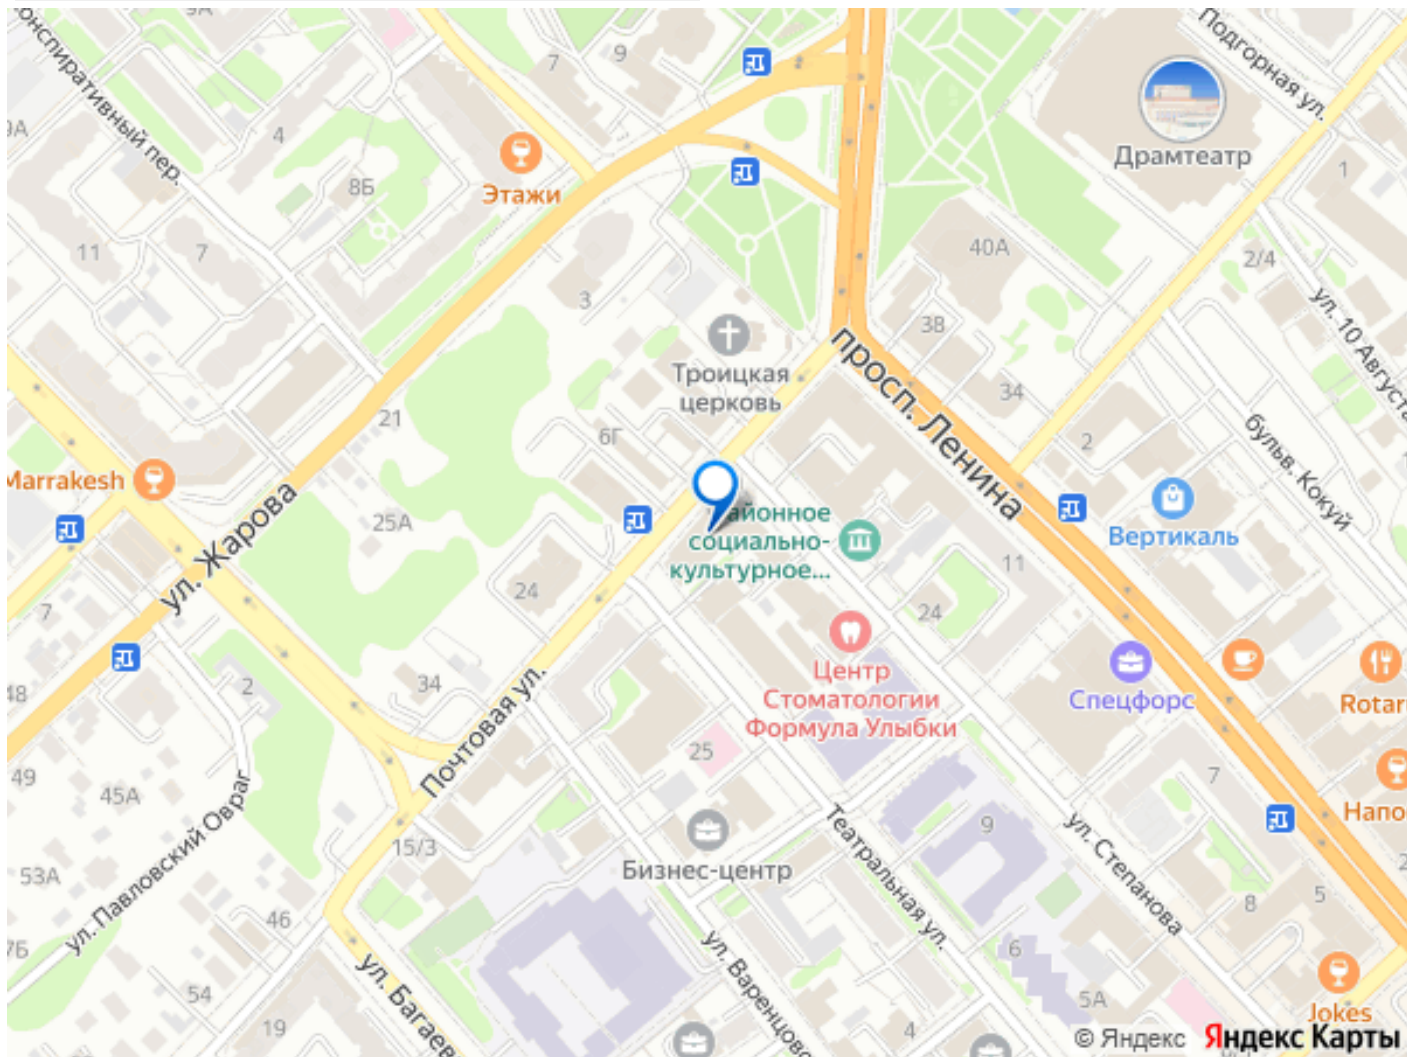 Конспиративный пер.
9А
4
7
9
Этажи
8Б
11
7
3
Троицкая
церковь
6Г
21
25А
Marrakesh
ул. Жарова
7
48
49
45А
2
34
24
Почтовая ул.
ул. Павловский Овраг
53А
46
54
19
15/3
ул. Багаев
Подгорная ул.
Драмтеатр
1
40А
2/4
38
34
2
ул. 10 Августа
бульв. Кокуй
просп. Ленина
Вертикаль
районное
социально-
культурное...
11
24
Центр
Стоматологии
Формула Улыбки
Спецфорс
25
Бизнес-центр
Театральная ул.
9
7
ул. Степанова
8
5
6
5А
4
ул. Варенцово
Jokes
© Яндекс Яндекс Карты